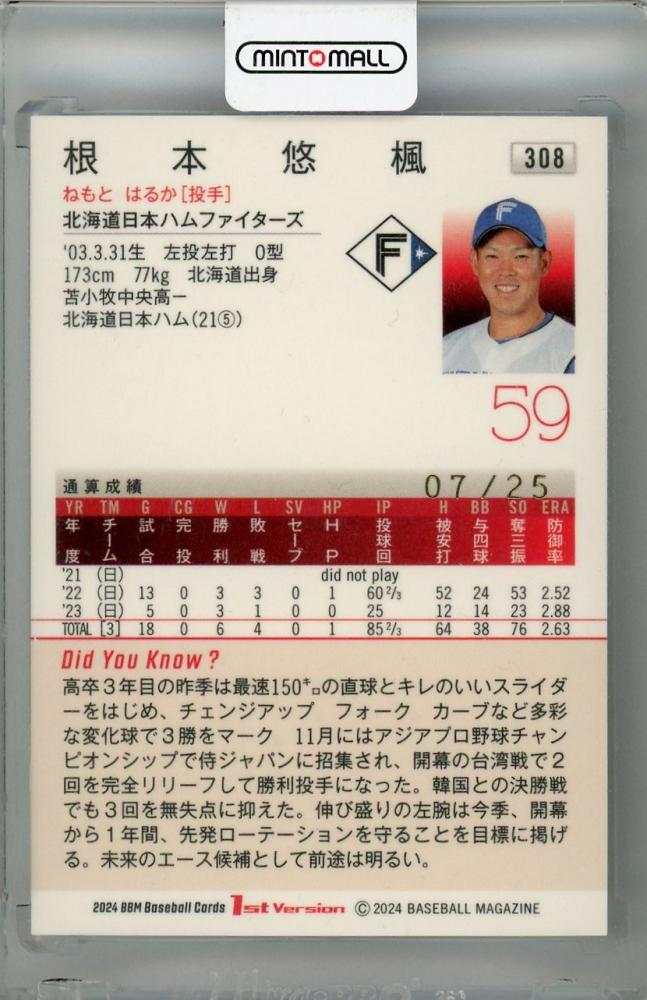 MINTOMALL
根本悠楓
308
ねもと はるか[投手]
北海道日本ハムファイターズ
'03.3.31生 左投左打 O型
173cm 77kg 北海道出身
苫小牧中央高－
北海道日本ハム(21⑤)
F
59
通算成績
07/25
YR TM G CG W L SV HP IP H BB SO ERA
年度 チーム 試合 完投 勝利 敗戦 セーブ HP 投球回 被安打 与四球 奪三振 防御率
'21 (日) did not play
'22 (日) 13 0 3 3 0 1 60 2/3 52 24 53 2.52
'23 (日) 5 0 3 1 0 0 25 12 14 23 2.88
TOTAL [3] 18 0 6 4 0 1 85 2/3 64 38 76 2.63
Did You Know?
高卒3年目の昨季は最速150㌔の直球とキレのいいスライダ
ーをはじめ、チェンジアップ フォーク カーブなど多彩
な変化球で3勝をマーク 11月にはアジアプロ野球チャン
ピオンシップで侍ジャパンに招集され、開幕の台湾戦で2
回を完全リリーフして勝利投手になった。韓国との決勝戦
でも3回を無失点に抑えた。伸び盛りの左腕は今季、開幕
から1年間、先発ローテーションを守ることを目標に掲げ
る。未来のエース候補として前途は明るい。
2024 BBM Baseball Cards 1st Version © 2024 BASEBALL MAGAZINE